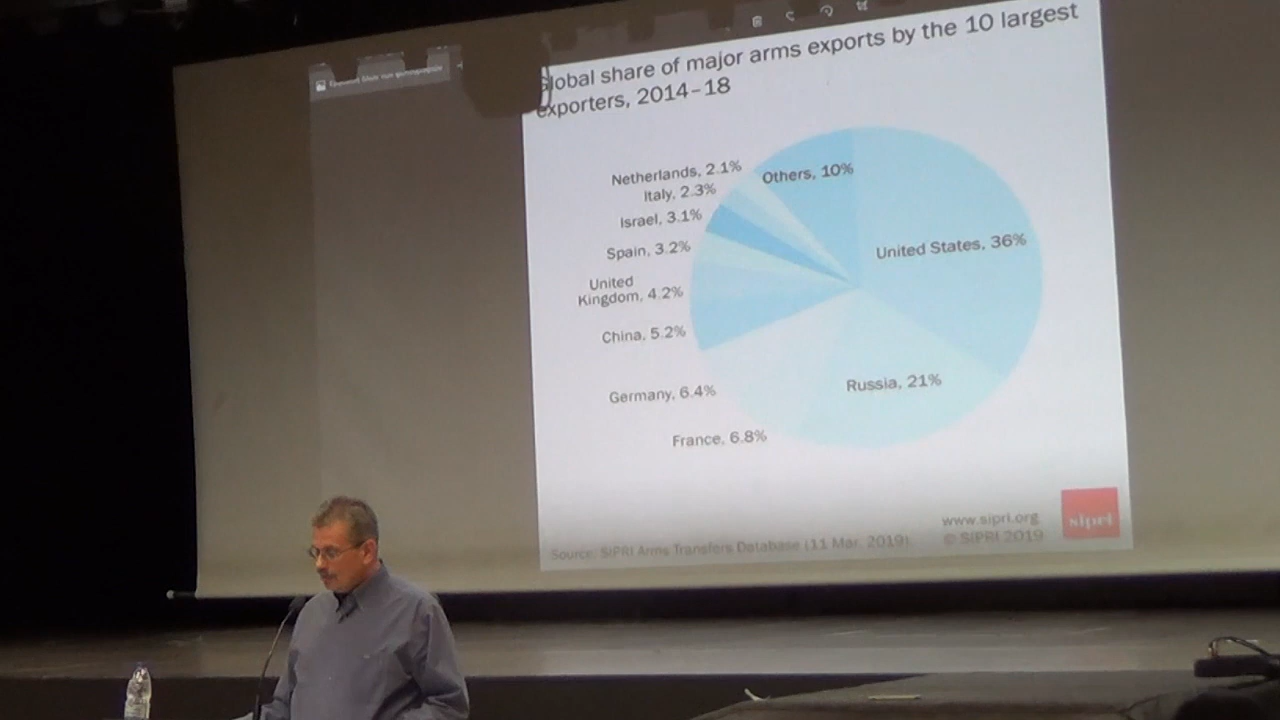 Global share of major arms exports by the 10 largest
exporters, 2014–18
Netherlands, 2.1%
Others, 10%
Italy, 2.3%
Israel, 3.1%
United States, 36%
Spain, 3.2%
United
Kingdom, 4.2%
China, 5.2%
Russia, 21%
Germany, 6.4%
France, 6.8%
www.sipri.org
© SIPRI 2019
sipri
Source: SIPRI Arms Transfers Database (11 Mar. 2019).